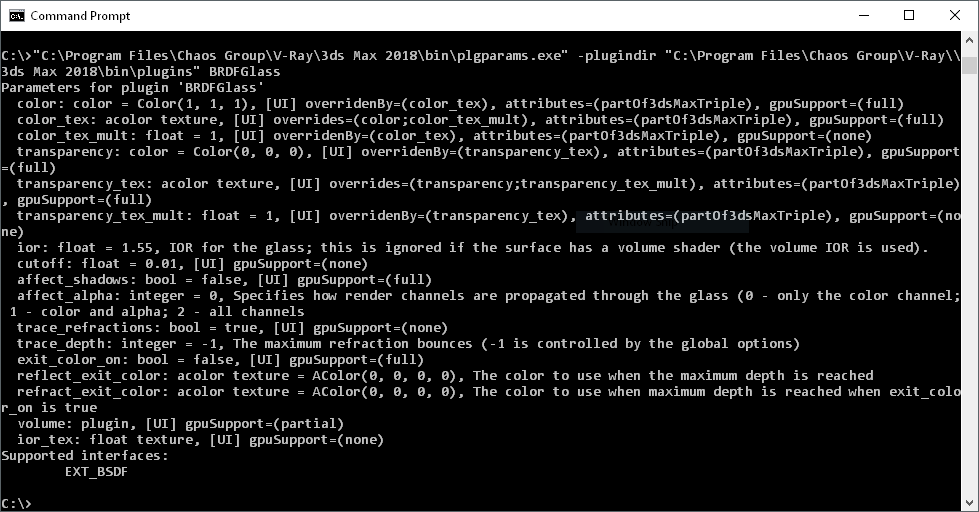 Command Prompt
C:\>"C:\Program Files\Chaos Group\V-Ray\3ds Max 2018\bin\plgparams.exe" -plugindir "C:\Program Files\Chaos Group\V-Ray\\
3ds Max 2018\bin\plugins" BRDFGlass
Parameters for plugin 'BRDFGlass'
  color: color = Color(1, 1, 1), [UI] overridenBy=(color_tex), attributes=(partOf3dsMaxTriple), gpuSupport=(full)
  color_tex: acolor texture, [UI] overrides=(color;color_tex_mult), attributes=(partOf3dsMaxTriple), gpuSupport=(full)
  color_tex_mult: float = 1, [UI] overridenBy=(color_tex), attributes=(partOf3dsMaxTriple), gpuSupport=(none)
  transparency: color = Color(0, 0, 0), [UI] overridenBy=(transparency_tex), attributes=(partOf3dsMaxTriple), gpuSupport
=(full)
  transparency_tex: acolor texture, [UI] overrides=(transparency;transparency_tex_mult), attributes=(partOf3dsMaxTriple)
, gpuSupport=(full)
  transparency_tex_mult: float = 1, [UI] overridenBy=(transparency_tex), attributes=(partOf3dsMaxTriple), gpuSupport=(no
ne)
  ior: float = 1.55, IOR for the glass; this is ignored if the surface has a volume shader (the volume IOR is used).
  cutoff: float = 0.01, [UI] gpuSupport=(none)
  affect_shadows: bool = false, [UI] gpuSupport=(full)
  affect_alpha: integer = 0, Specifies how render channels are propagated through the glass (0 - only the color channel;
 1 - color and alpha; 2 - all channels
  trace_refractions: bool = true, [UI] gpuSupport=(none)
  trace_depth: integer = -1, The maximum refraction bounces (-1 is controlled by the global options)
  exit_color_on: bool = false, [UI] gpuSupport=(full)
  reflect_exit_color: acolor texture = AColor(0, 0, 0, 0), The color to use when the maximum depth is reached
  refract_exit_color: acolor texture = AColor(0, 0, 0, 0), The color to use when maximum depth is reached when exit_colo
r_on is true
  volume: plugin, [UI] gpuSupport=(partial)
  ior_tex: float texture, [UI] gpuSupport=(none)
Supported interfaces:
        EXT_BSDF
C:\>